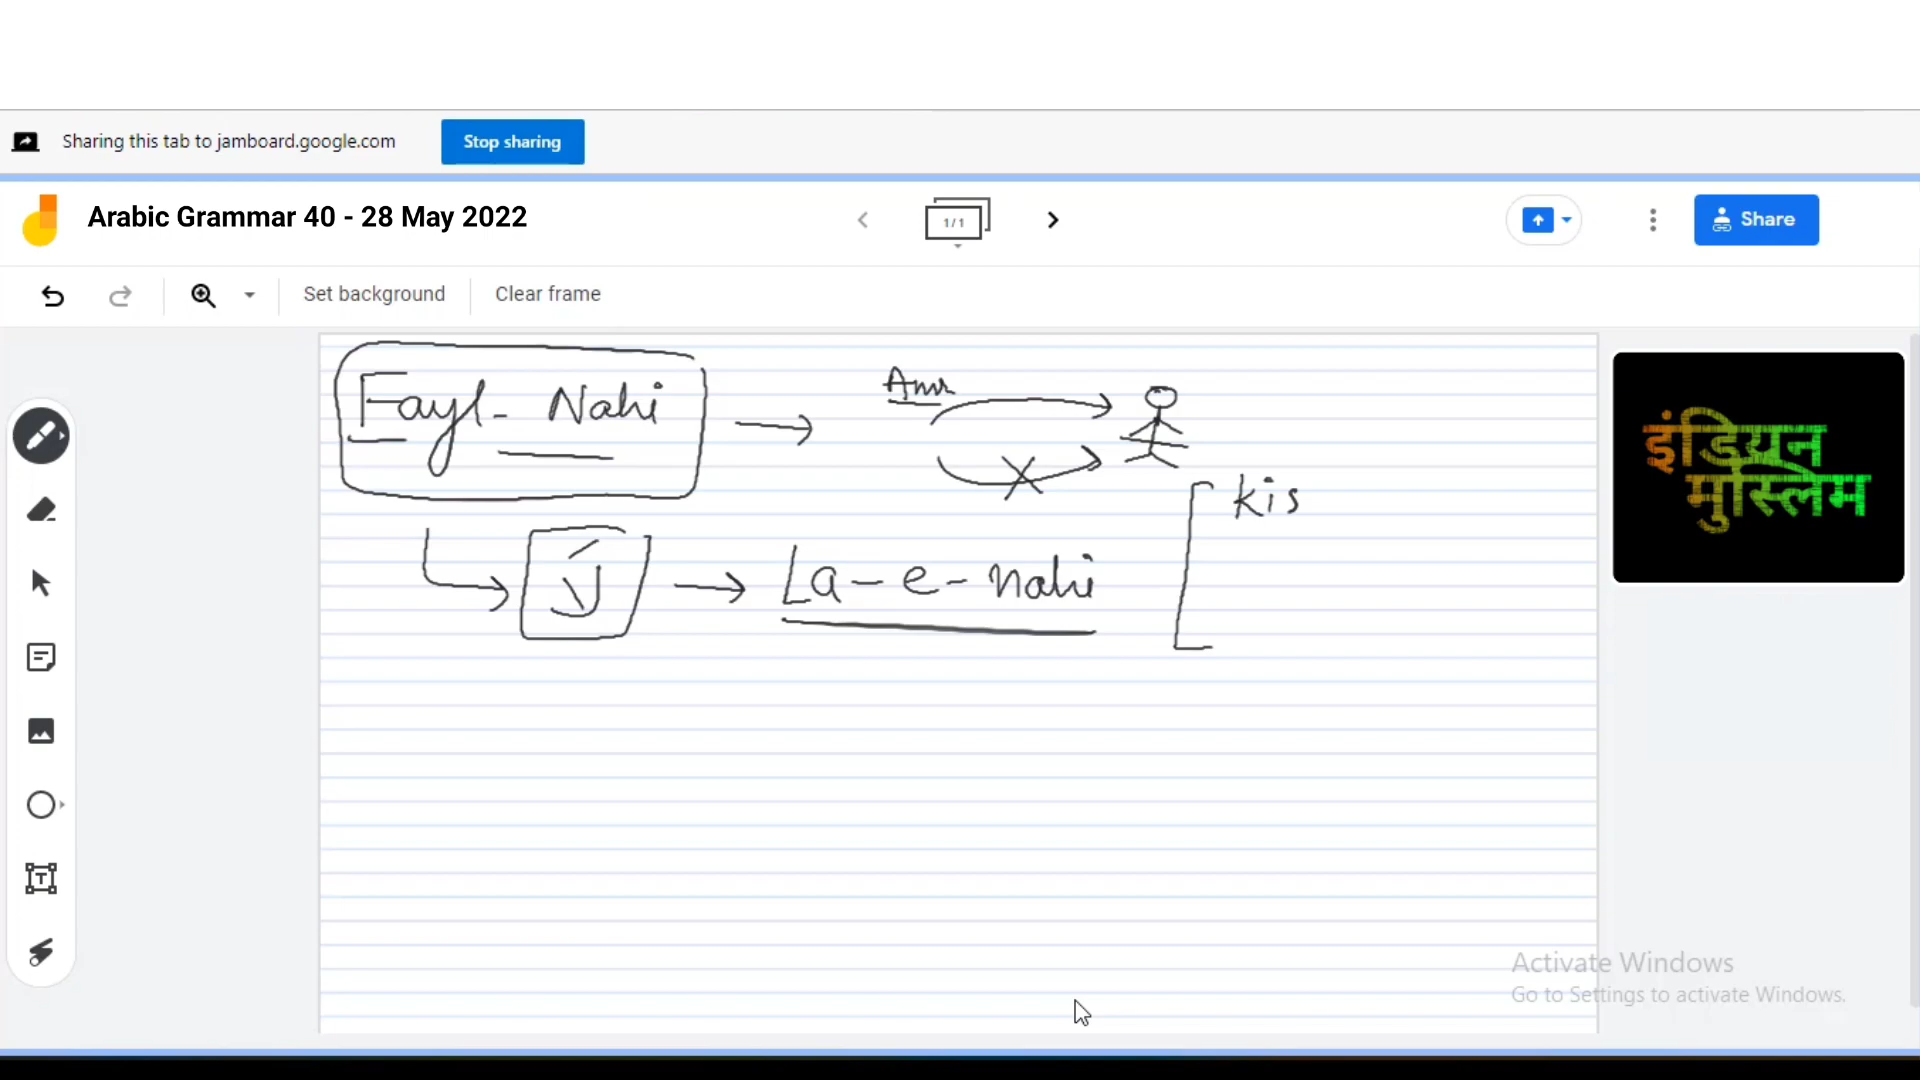 Sharing this tab to jamboard.google.com Stop sharing
Arabic Grammar 40 - 28 May 2022
1/1
Share
Set background Clear frame
Fayl - Nahi
Amr
kis
لَا
La-e-nahi
इंडियन
मुस्लिम
Activate Windows
Go to Settings to activate Windows.